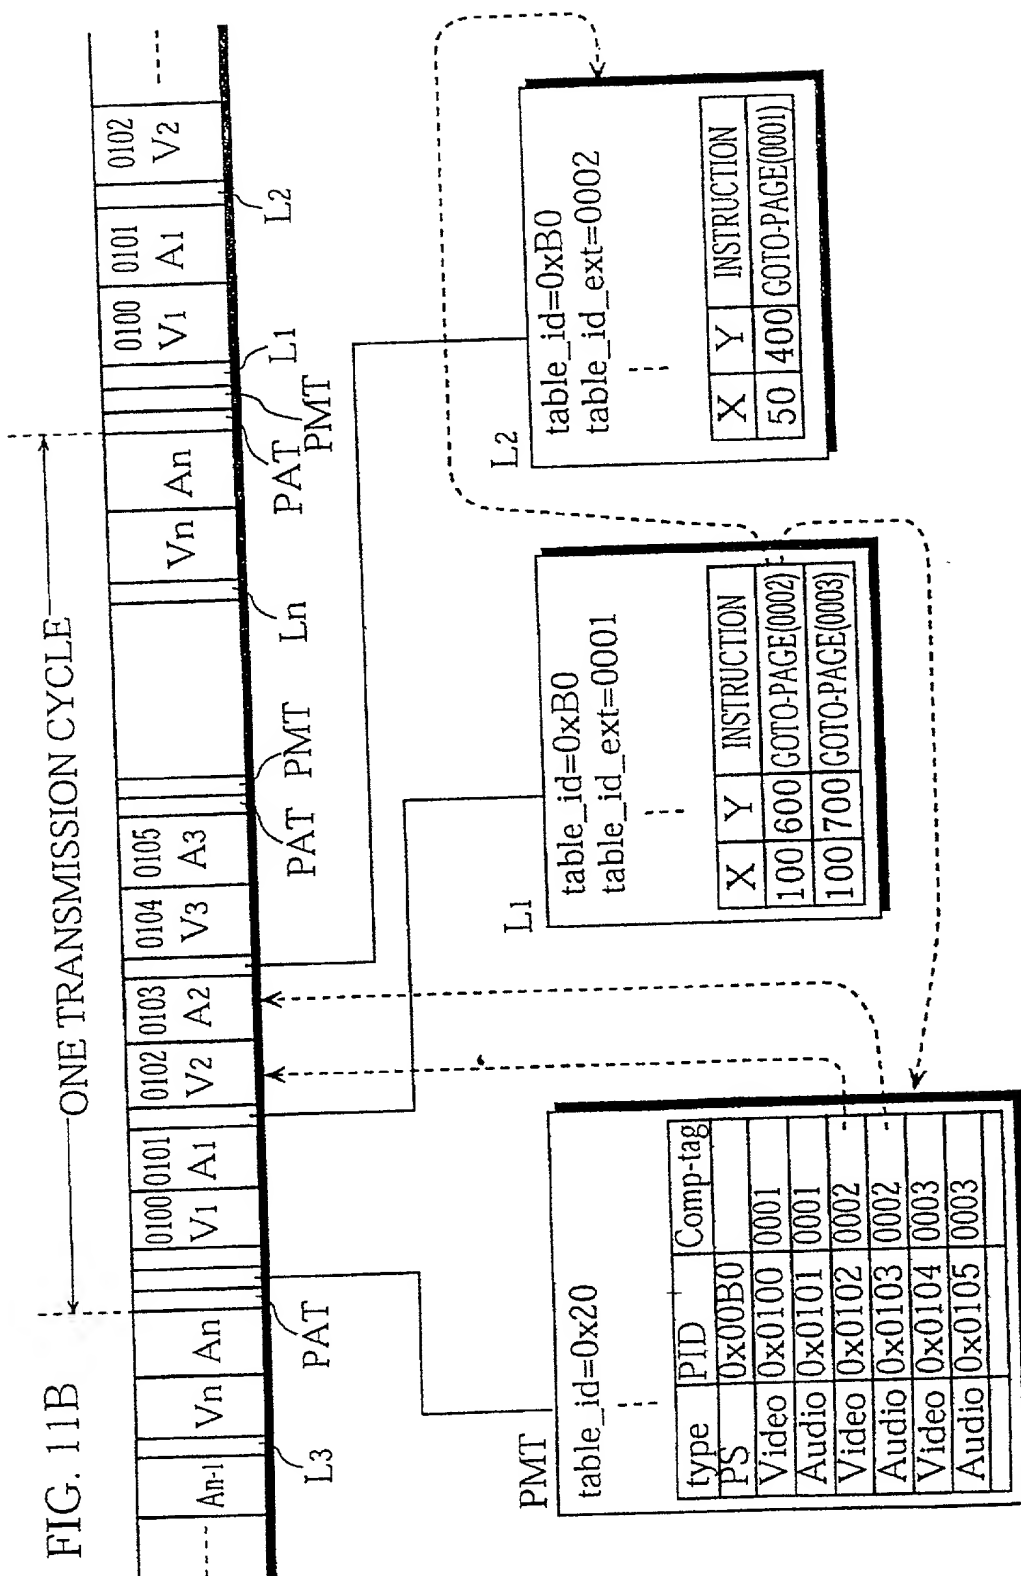 FIG. 11B
ONE TRANSMISSION CYCLE
An-1
Vn
An
0100
V1
0101
A1
0102
V2
0103
A2
0104
V3
0105
A3
Vn
An
0100
V1
0101
A1
0102
V2
L3
PAT
PAT
PMT
Ln
PAT
PMT
L1
L2
PMT
table_id=0x20
type PID Comp-tag
PS 0x00B0
Video 0x0100 0001
Audio 0x0101 0001
Video 0x0102 0002
Audio 0x0103 0002
Video 0x0104 0003
Audio 0x0105 0003
L1
table_id=0xB0
table_id_ext=0001
X Y INSTRUCTION
100 600 GOTO-PAGE(0002)
100 700 GOTO-PAGE(0003)
L2
table_id=0xB0
table_id_ext=0002
X Y INSTRUCTION
50 400 GOTO-PAGE(0001)